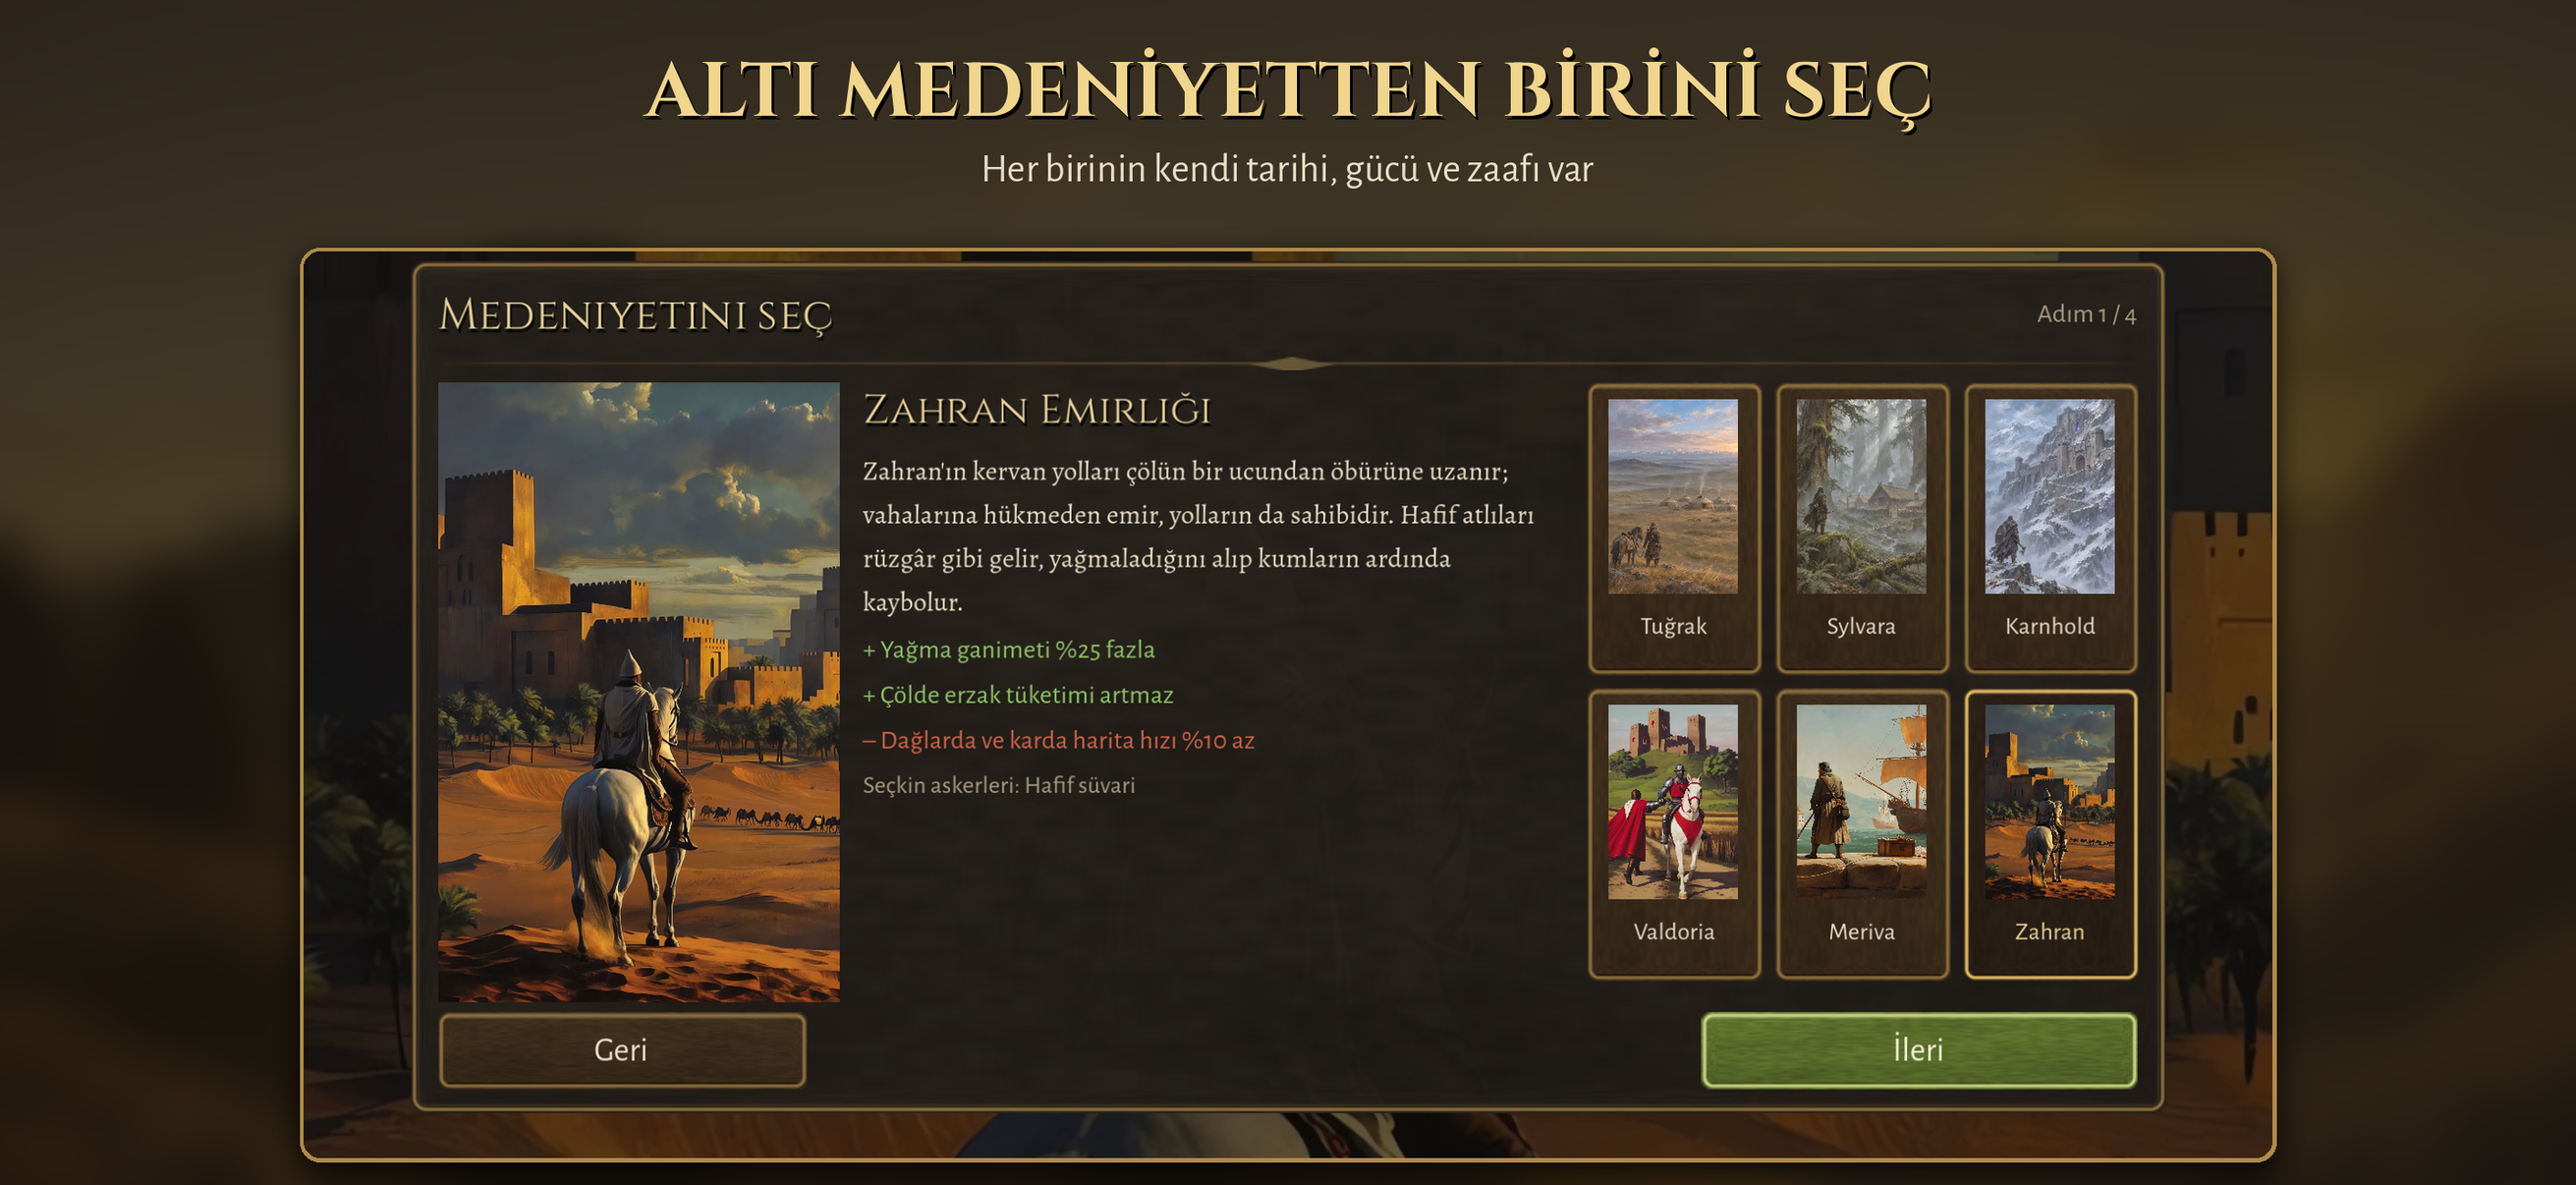 ALTI MEDENİYETTEN BİRİNİ SEÇ
Her birinin kendi tarihi, gücü ve zaafı var
MEDENIYETINI SEÇ
Adım 1 / 4
ZAHRAN EMIRLIĞI
Zahran'ın kervan yolları çölün bir ucundan öbürüne uzanır;
vahalarına hükmeden emir, yolların da sahibidir. Hafif atlıları
rüzgâr gibi gelir, yağmaladığını alıp kumların ardında
kaybolur.
+ Yağma ganimeti %25 fazla
+ Çölde erzak tüketimi artmaz
– Dağlarda ve karda harita hızı %10 az
Seçkin askerleri: Hafif süvari
Tuğrak
Sylvara
Karnhold
Valdoria
Meriva
Zahran
Geri
İleri